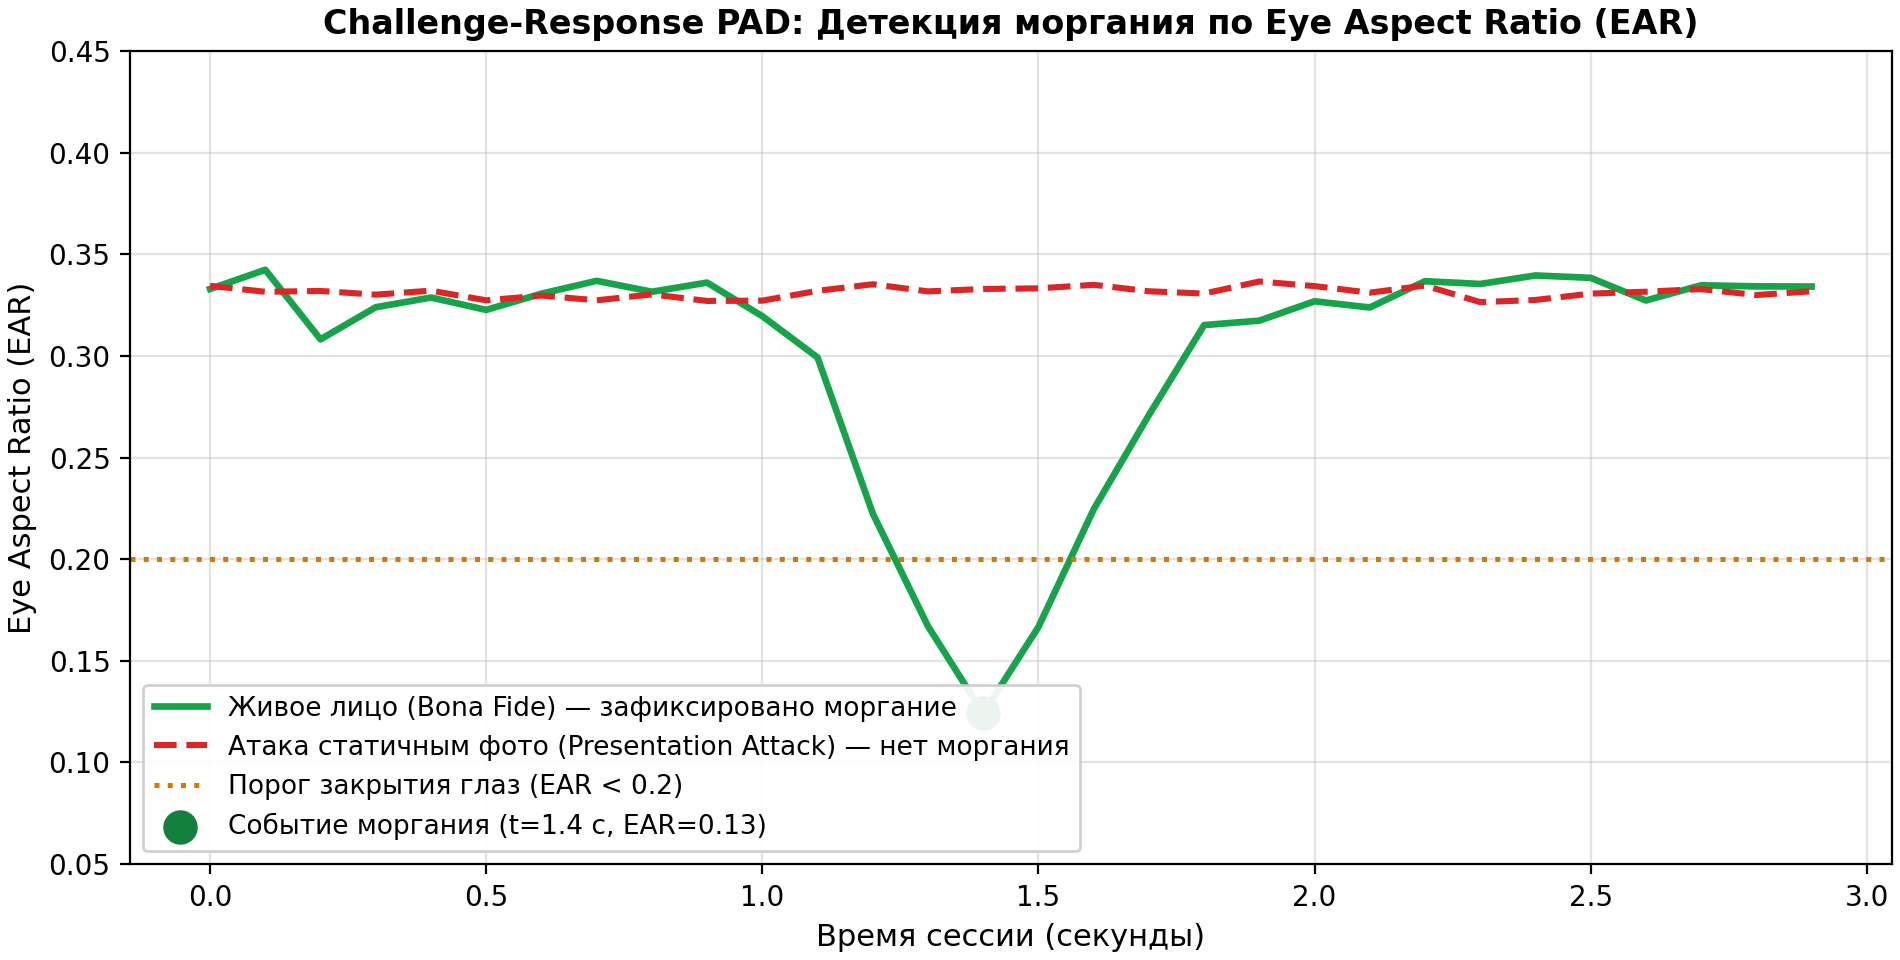 Challenge-Response PAD: Детекция моргания по Eye Aspect Ratio (EAR)
Eye Aspect Ratio (EAR)
0.45
0.40
0.35
0.30
0.25
0.20
0.15
0.10
0.05
Живое лицо (Bona Fide) — зафиксировано моргание
Атака статичным фото (Presentation Attack) — нет моргания
Порог закрытия глаз (EAR < 0.2)
Событие моргания (t=1.4 с, EAR=0.13)
0.0 0.5 1.0 1.5 2.0 2.5 3.0
Время сессии (секунды)